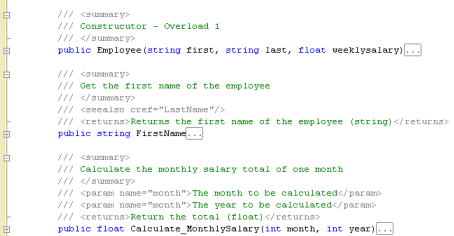 /// <summary>
/// Construcutor - Overload 1
/// </summary>
public Employee(string first, string last, float weeklysalary)...
/// <summary>
/// Get the first name of the employee
/// </summary>
/// <seealso cref="LastName"/>
/// <returns>Returns the first name of the employee (string)</returns>
public string FirstName...
/// <summary>
/// Calculate the monthly salary total of one month
/// </summary>
/// <param name="month">The month to be calculated</param>
/// <param name="month">The year to be calculated</param>
/// <returns>Return the total (float)</returns>
public float Calculate_MonthlySalary(int month, int year)...